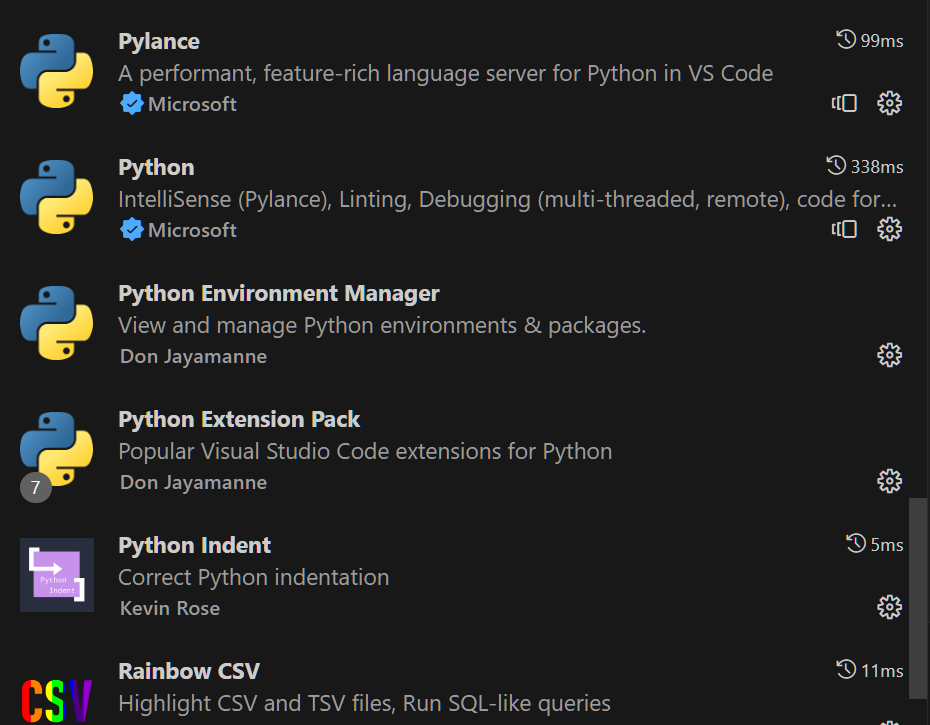 Pylance
99ms
A performant, feature-rich language server for Python in VS Code
Microsoft
Python
338ms
IntelliSense (Pylance), Linting, Debugging (multi-threaded, remote), code for...
Microsoft
Python Environment Manager
View and manage Python environments & packages.
Don Jayamanne
Python Extension Pack
Popular Visual Studio Code extensions for Python
7
Don Jayamanne
Python Indent
5ms
Correct Python indentation
Python
Indent
Kevin Rose
Rainbow CSV
11ms
CSV
Highlight CSV and TSV files, Run SQL-like queries